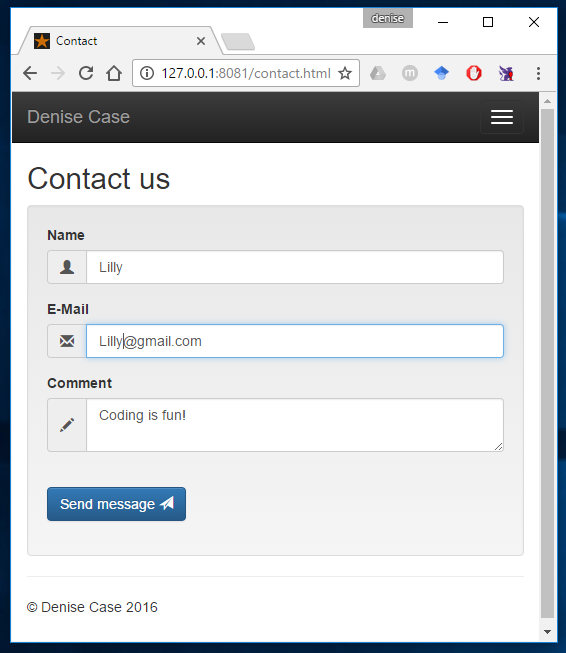 denise
Contact
127.0.0.1:8081/contact.html
Denise Case
Contact us
Name
Lilly
E-Mail
Lilly@gmail.com
Comment
Coding is fun!
Send message
© Denise Case 2016